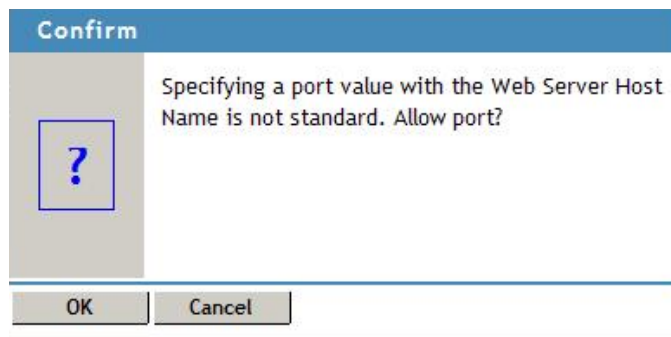 Confirm
Specifying a port value with the Web Server Host
Name is not standard. Allow port?
?
OK
Cancel